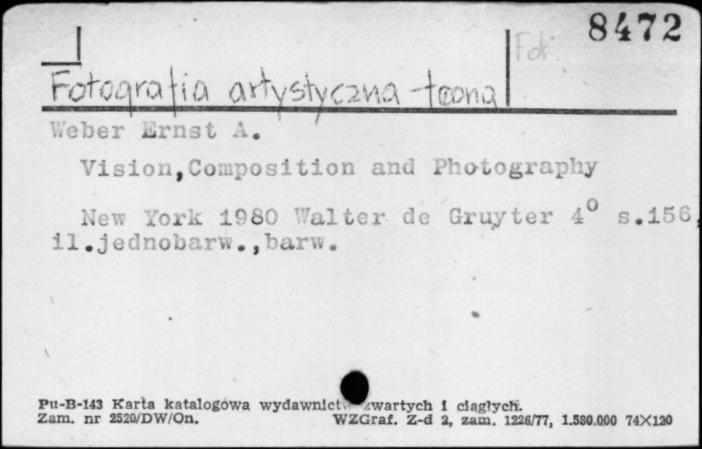 8472
Fot
Fotografia artystyczna-teoria
Weber Ernst A.
Vision,Composition and Photography
New York 1980 Walter de Gruyter 4° s.156,
il.jednobarw.,barw.
Pu-B-143 Karta katalogowa wydawnictw zwartych i ciągłych.
Zam. nr 2520/DW/On. WZGraf. Z-d 2, zam. 1226/77, 1.580.000 74X120